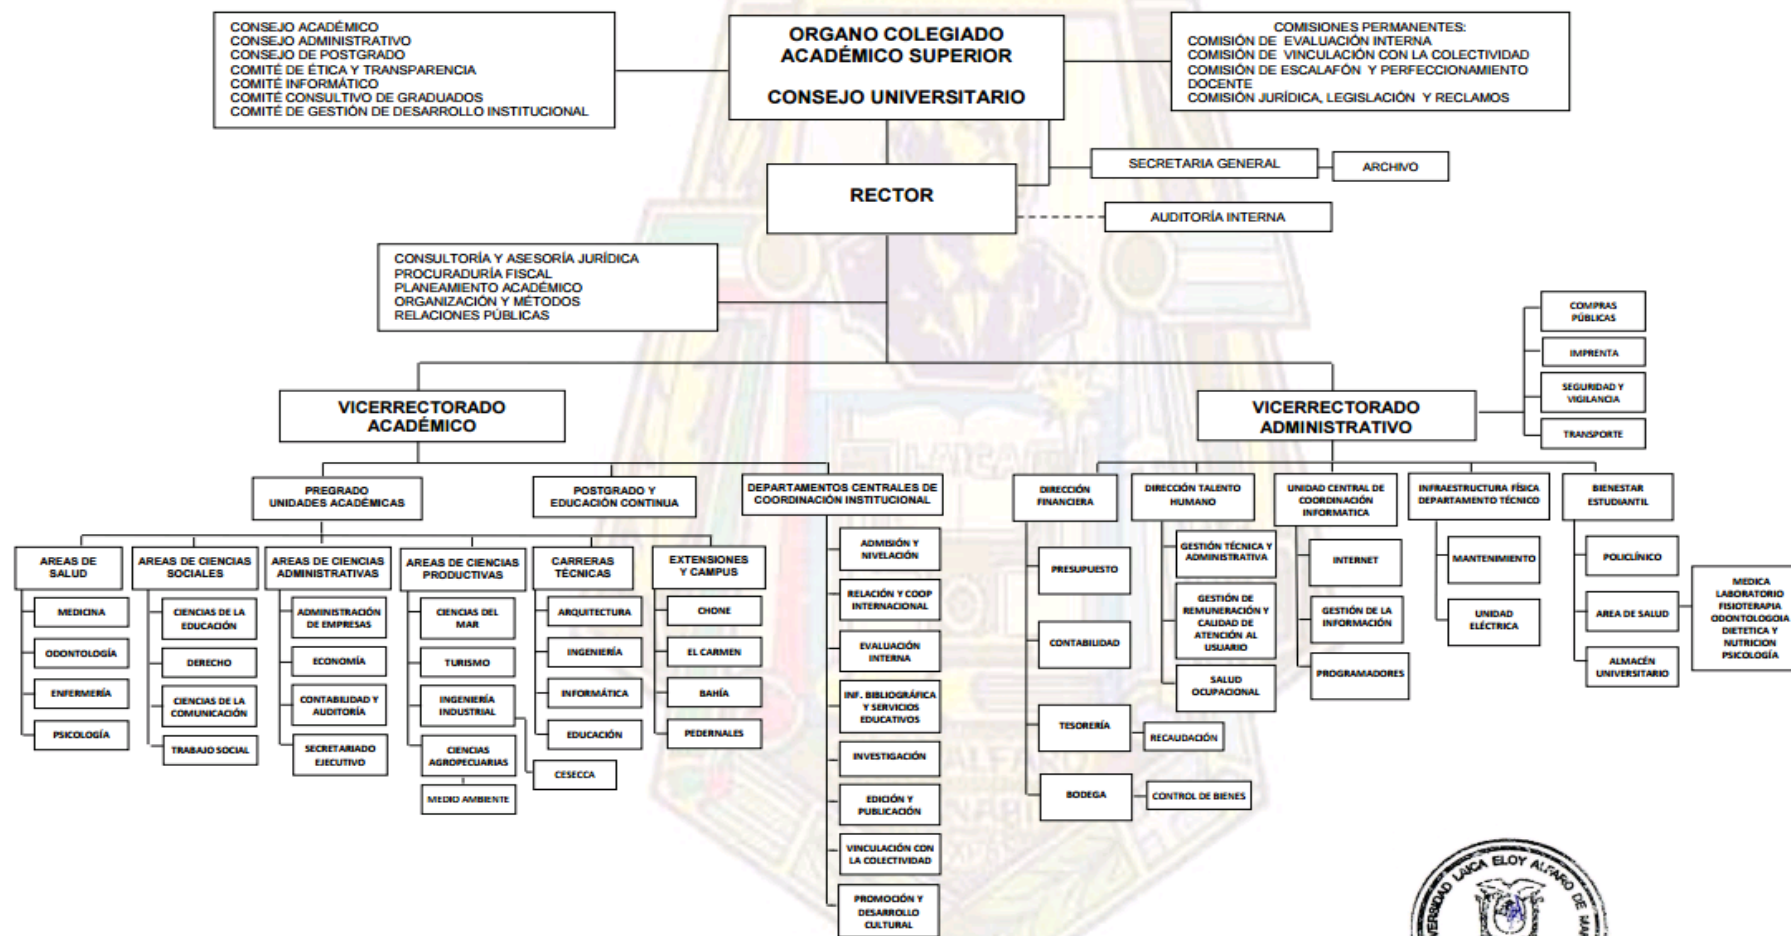 CONSEJO ACADÉMICO
CONSEJO ADMINISTRATIVO
CONSEJO DE POSTGRADO
COMITÉ DE ÉTICA Y TRANSPARENCIA
COMITÉ INFORMÁTICO
COMITÉ CONSULTIVO DE GRADUADOS
COMITÉ DE GESTIÓN DE DESARROLLO INSTITUCIONAL
ORGANO COLEGIADO
ACADÉMICO SUPERIOR
CONSEJO UNIVERSITARIO
COMISIONES PERMANENTES:
COMISIÓN DE EVALUACIÓN INTERNA
COMISIÓN DE VINCULACIÓN CON LA COLECTIVIDAD
COMISIÓN DE ESCALAFÓN Y PERFECCIONAMIENTO
DOCENTE
COMISIÓN JURÍDICA, LEGISLACIÓN Y RECLAMOS
RECTOR
SECRETARIA GENERAL
ARCHIVO
AUDITORÍA INTERNA
CONSULTORÍA Y ASESORÍA JURÍDICA
PROCURADURÍA FISCAL
PLANEAMIENTO ACADÉMICO
ORGANIZACIÓN Y MÉTODOS
RELACIONES PÚBLICAS
VICERRECTORADO
ACADÉMICO
VICERRECTORADO
ADMINISTRATIVO
COMPRAS
PÚBLICAS
IMPRENTA
SEGURIDAD Y
VIGILANCIA
TRANSPORTE
PREGRADO
UNIDADES ACADÉMICAS
POSTGRADO Y
EDUCACIÓN CONTINUA
DEPARTAMENTOS CENTRALES DE
COORDINACIÓN INSTITUCIONAL
AREAS DE
SALUD
MEDICINA
ODONTOLOGÍA
ENFERMERÍA
PSICOLOGÍA
AREAS DE CIENCIAS
SOCIALES
CIENCIAS DE LA
EDUCACIÓN
DERECHO
CIENCIAS DE LA
COMUNICACIÓN
TRABAJO SOCIAL
AREAS DE CIENCIAS
ADMINISTRATIVAS
ADMINISTRACIÓN
DE EMPRESAS
ECONOMÍA
CONTABILIDAD Y
AUDITORÍA
SECRETARIADO
EJECUTIVO
AREAS DE CIENCIAS
PRODUCTIVAS
CIENCIAS DEL
MAR
TURISMO
INGENIERÍA
INDUSTRIAL
CIENCIAS
AGROPECUARIAS
MEDIO AMBIENTE
CESECCA
CARRERAS
TÉCNICAS
ARQUITECTURA
INGENIERÍA
INFORMÁTICA
EDUCACIÓN
EXTENSIONES
Y CAMPUS
CHONE
EL CARMEN
BAHÍA
PEDERNALES
ADMISIÓN Y
NIVELACIÓN
RELACIÓN Y COOP
INTERNACIONAL
EVALUACIÓN
INTERNA
INF. BIBLIOGRÁFICA
Y SERVICIOS
EDUCATIVOS
INVESTIGACIÓN
EDICIÓN Y
PUBLICACIÓN
VINCULACIÓN CON
LA COLECTIVIDAD
PROMOCIÓN Y
DESARROLLO
CULTURAL
DIRECCIÓN
FINANCIERA
PRESUPUESTO
CONTABILIDAD
TESORERÍA
RECAUDACIÓN
BODEGA
CONTROL DE BIENES
DIRECCIÓN TALENTO
HUMANO
GESTIÓN TÉCNICA Y
ADMINISTRATIVA
GESTIÓN DE
REMUNERACIÓN Y
CALIDAD DE
ATENCIÓN AL
USUARIO
SALUD
OCUPACIONAL
UNIDAD CENTRAL DE
COORDINACIÓN
INFORMATICA
INTERNET
GESTIÓN DE LA
INFORMACIÓN
PROGRAMADORES
INFRAESTRUCTURA FÍSICA
DEPARTAMENTO TÉCNICO
MANTENIMIENTO
UNIDAD
ELÉCTRICA
BIENESTAR
ESTUDIANTIL
POLICLÍNICO
AREA DE SALUD
ALMACÉN
UNIVERSITARIO
MEDICA
LABORATORIO
FISIOTERAPIA
ODONTOLOGOIA
DIETETICA Y
NUTRICION
PSICOLOGÍA
LAICA ELOY ALFARO DE
LAICA
ALFARO